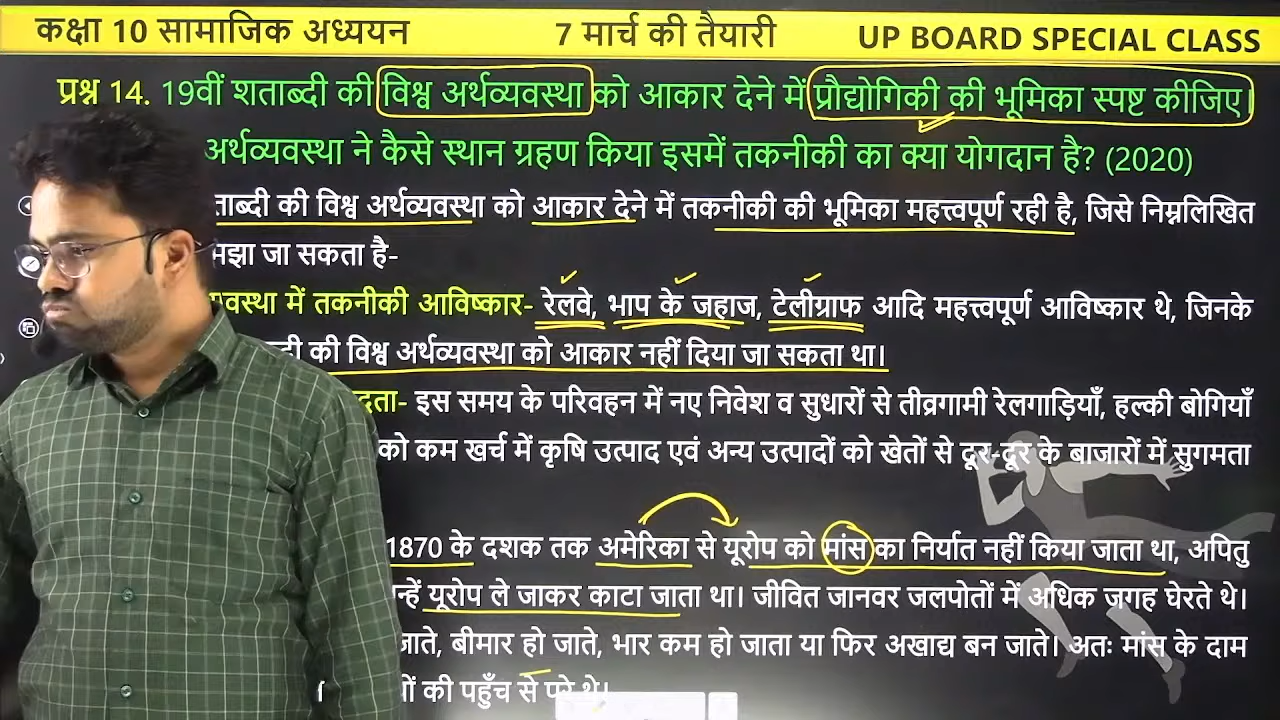 कक्षा 10 सामाजिक अध्ययन 7 मार्च की तैयारी UP BOARD SPECIAL CLASS
प्रश्न 14. 19वीं शताब्दी की विश्व अर्थव्यवस्था को आकार देने में प्रौद्योगिकी की भूमिका स्पष्ट कीजिए।
अर्थव्यवस्था ने कैसे स्थान ग्रहण किया इसमें तकनीकी का क्या योगदान है? (2020)
की विश्व अर्थव्यवस्था को आकार देने में तकनीकी की भूमिका महत्त्वपूर्ण रही है, जिसे निम्नलिखित
जा सकता है-
में तकनीकी आविष्कार- रेलवे, भाप के जहाज, टेलीग्राफ आदि महत्त्वपूर्ण आविष्कार थे, जिनके
की विश्व अर्थव्यवस्था को आकार नहीं दिया जा सकता था।
इस समय के परिवहन में नए निवेश व सुधारों से तीव्रगामी रेलगाड़ियाँ, हल्की बोगियाँ
को कम खर्च में कृषि उत्पाद एवं अन्य उत्पादों को खेतों से दूर-दूर के बाजारों में सुगमता
1870 के दशक तक अमेरिका से यूरोप को मांस का निर्यात नहीं किया जाता था, अपितु
यूरोप ले जाकर काटा जाता था। जीवित जानवर जलपोतों में अधिक जगह घेरते थे।
जाते, बीमार हो जाते, भार कम हो जाता या फिर अखाद्य बन जाते। अतः मांस के दाम
की पहुँच से परे थे।